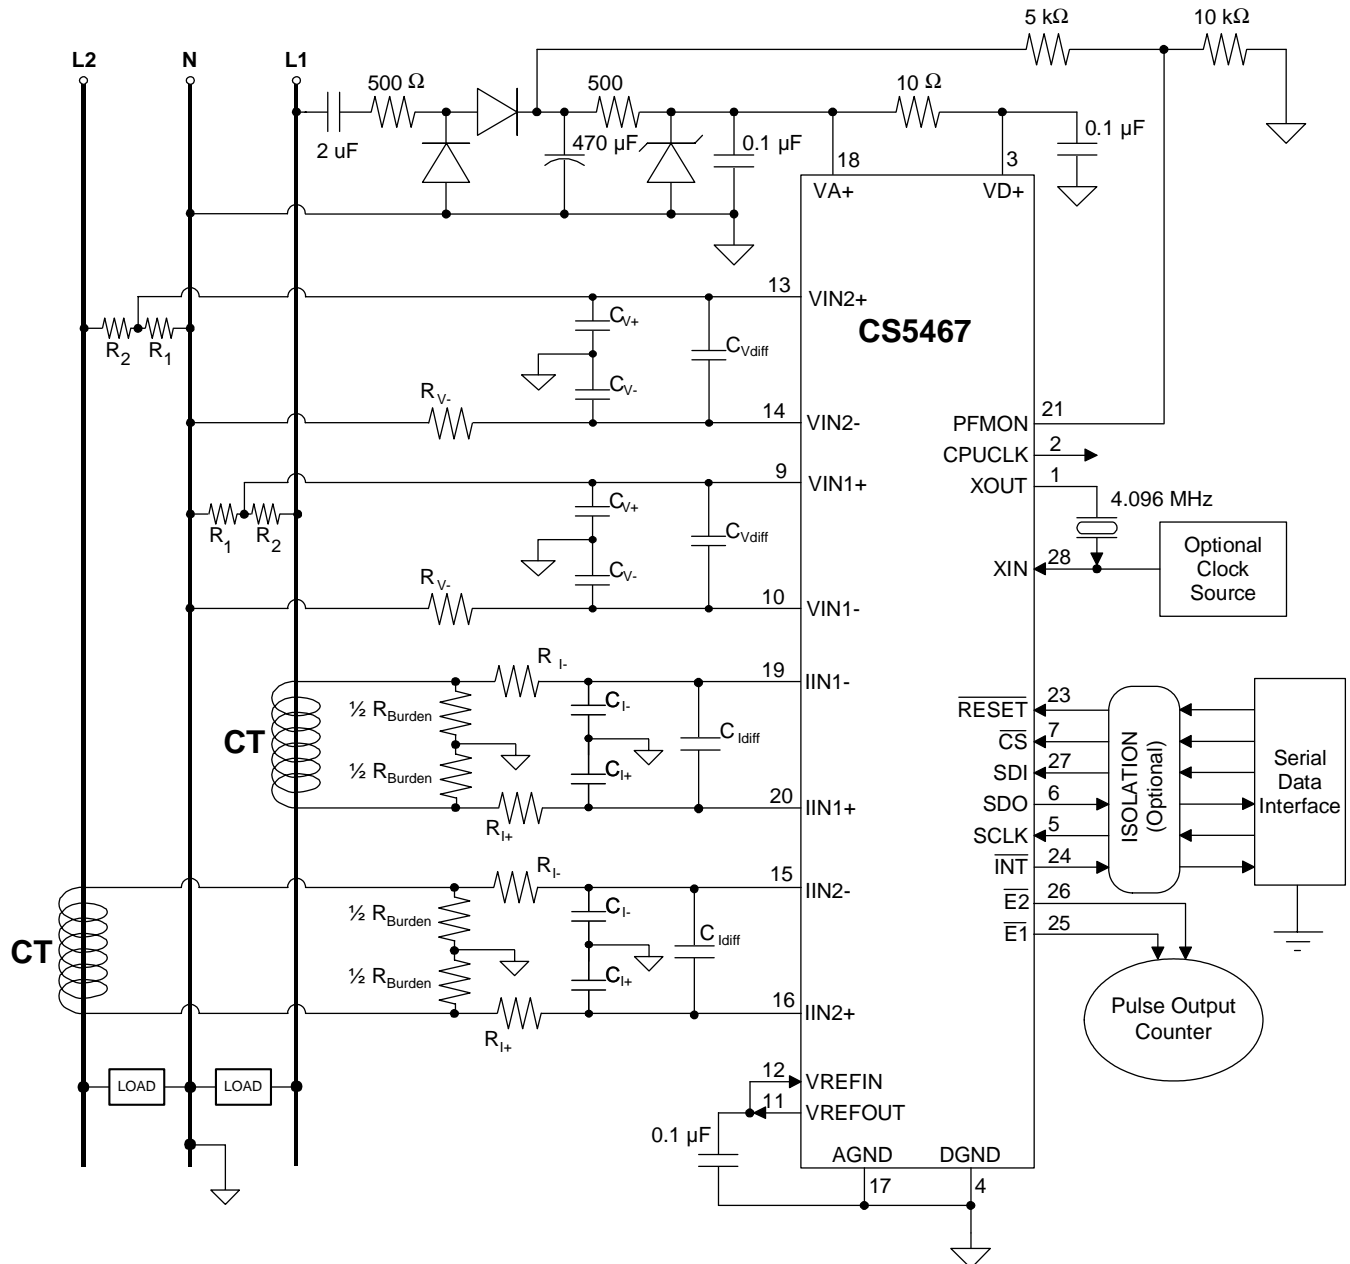 5 kΩ
10 kΩ
L2
N
L1
500 Ω
500
10 Ω
2 uF
470 µF
0.1 µF
0.1 µF
18
3
VA+
VD+
13
VIN2+
CS5467
CV+
CVdiff
R2
R1
CV-
RV-
14
VIN2-
21
PFMON
2
CPUCLK
1
XOUT
9
VIN1+
CV+
CVdiff
R1
R2
4.096 MHz
28
XIN
Optional
Clock
Source
CV-
RV-
10
VIN1-
R I-
19
IIN1-
½ RBurden
CI-
CT
C Idiff
½ RBurden
CI+
20
IIN1+
RI+
RESET
23
CS
7
SDI
27
SDO
6
SCLK
5
INT
24
ISOLATION
(Optional)
Serial
Data
Interface
E2
26
E1
25
Pulse Output
Counter
RI-
15
IIN2-
½ RBurden
CI-
CT
C Idiff
½ RBurden
CI+
16
IIN2+
RI+
LOAD
LOAD
12
VREFIN
11
VREFOUT
0.1 µF
AGND
DGND
17
4